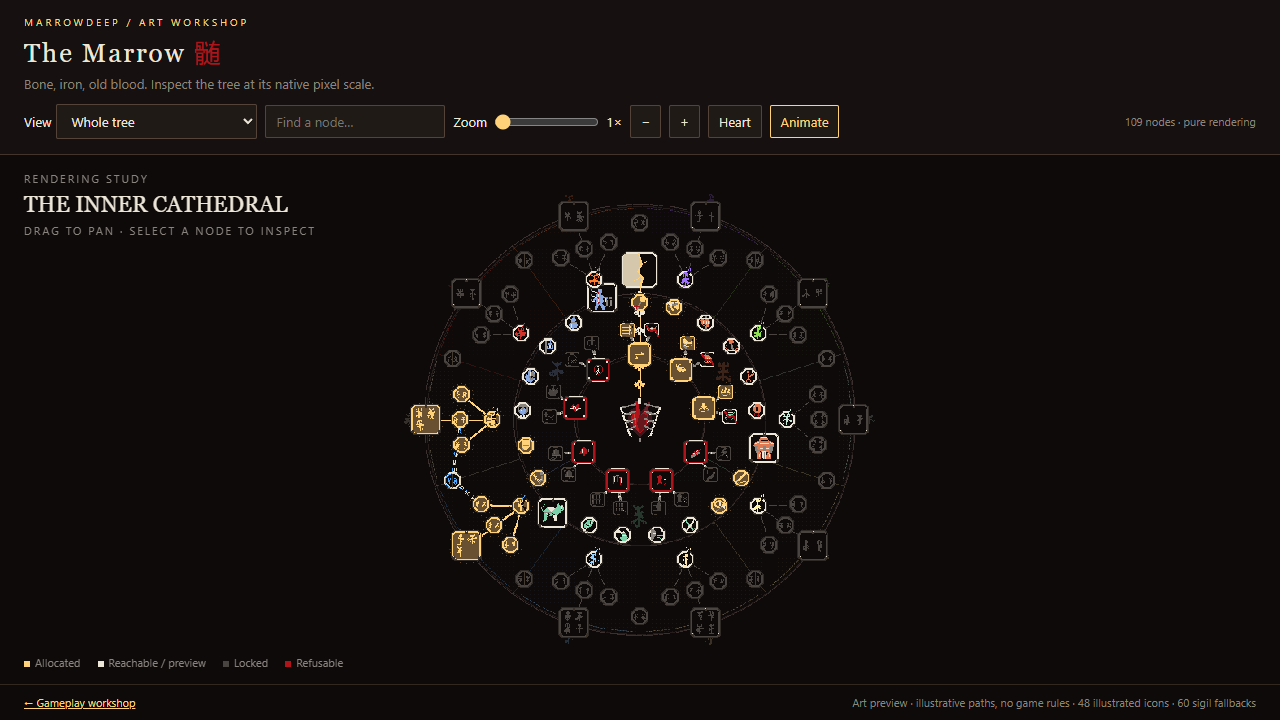 MARROWDEEP / ART WORKSHOP
The Marrow 髄
Bone, iron, old blood. Inspect the tree at its native pixel scale.
View Whole tree Find a node... Zoom 1× − + Heart Animate 109 nodes · pure rendering
RENDERING STUDY
THE INNER CATHEDRAL
DRAG TO PAN · SELECT A NODE TO INSPECT
Allocated Reachable / preview Locked Refusable
← Gameplay workshop Art preview · illustrative paths, no game rules · 48 illustrated icons · 60 sigil fallbacks